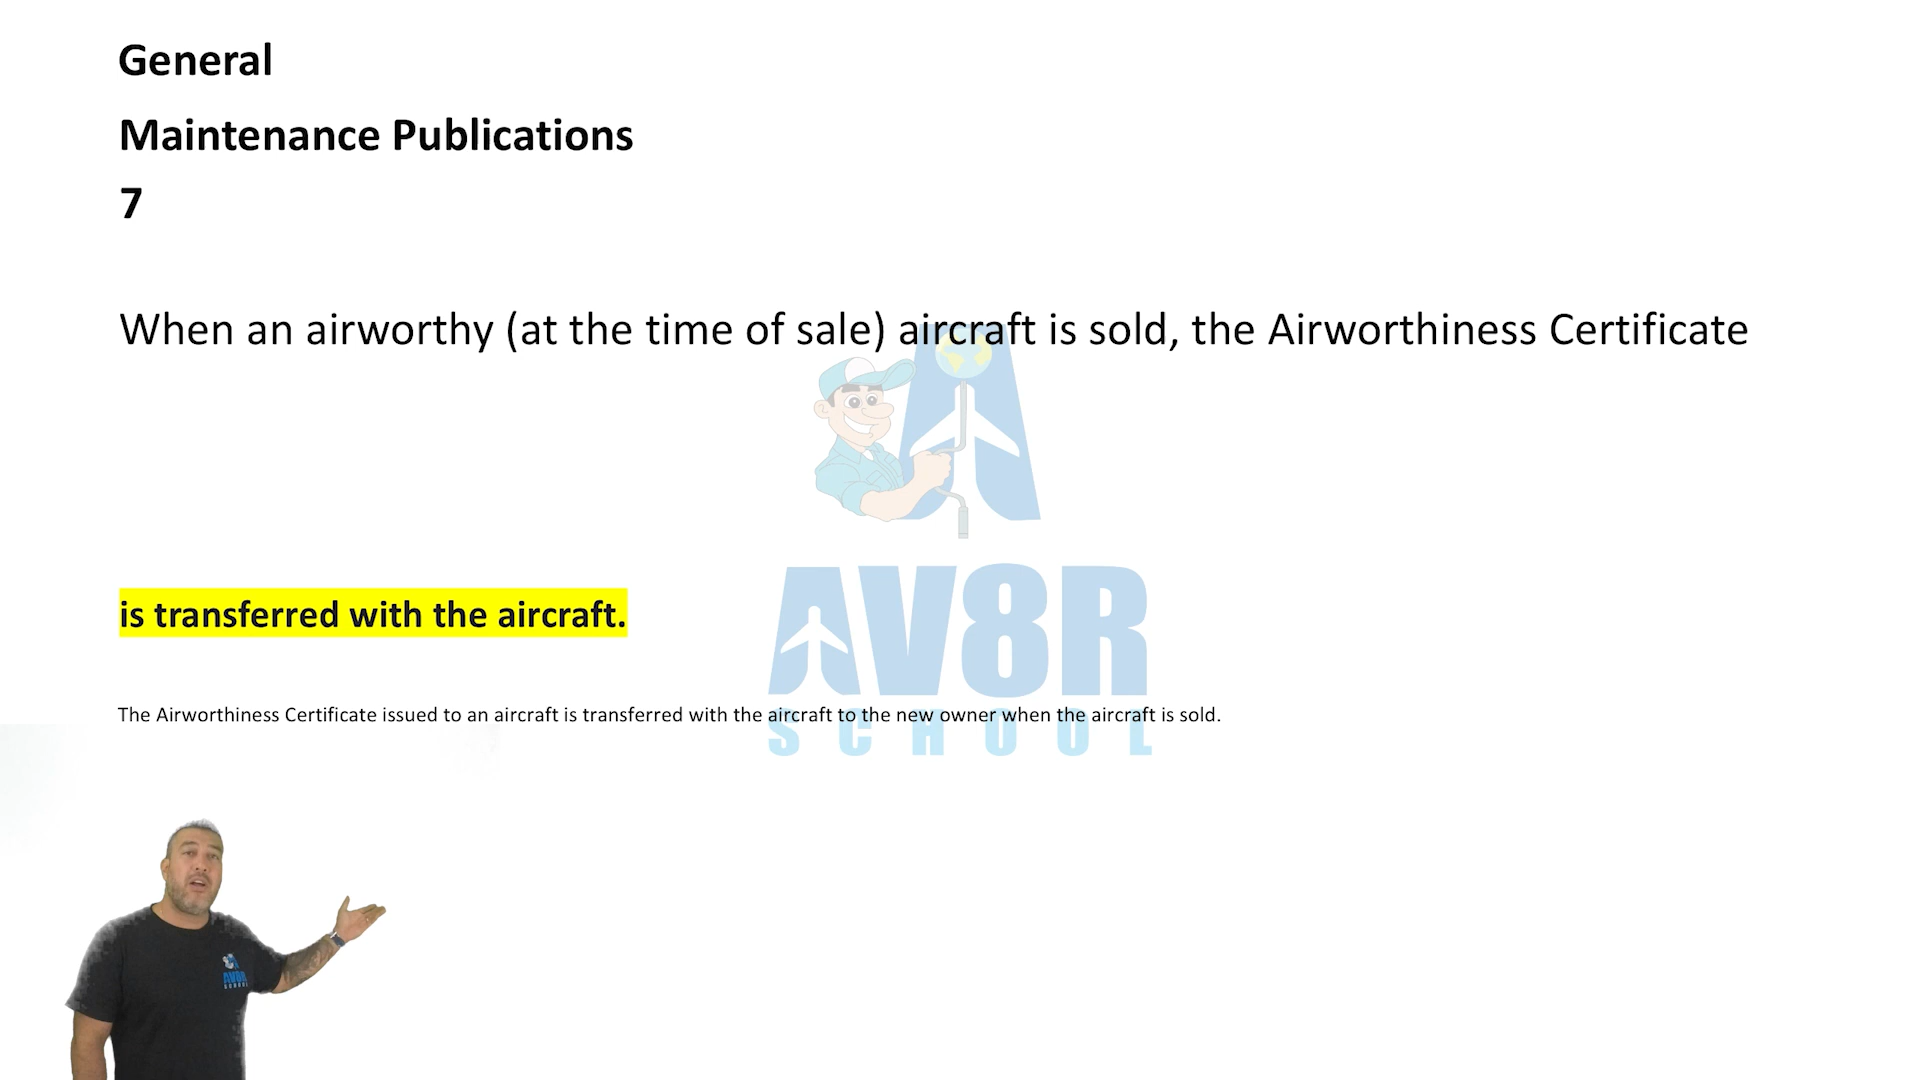 General
Maintenance Publications
7
When an airworthy (at the time of sale) aircraft is sold, the Airworthiness Certificate
is transferred with the aircraft.
The Airworthiness Certificate issued to an aircraft is transferred with the aircraft to the new owner when the aircraft is sold.
AV8R
SCHOOL
AV8R
SCHOOL